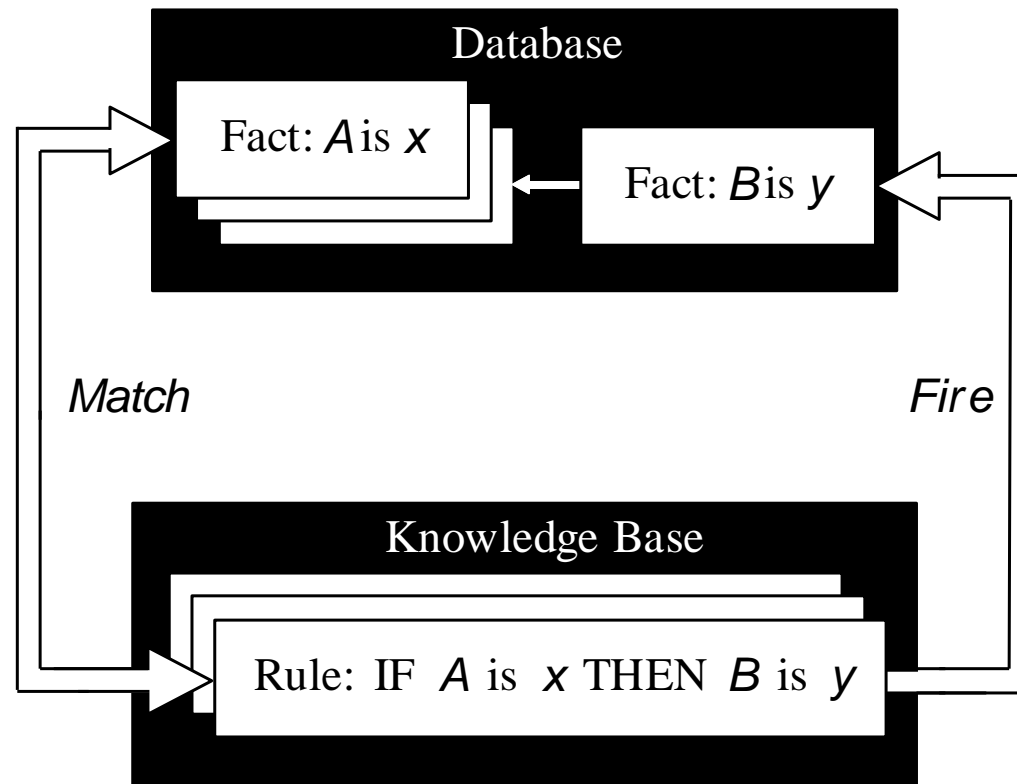 Database
Fact: A is x
Fact: B is y
Match
Fire
Knowledge Base
Rule: IF A is x THEN B is y